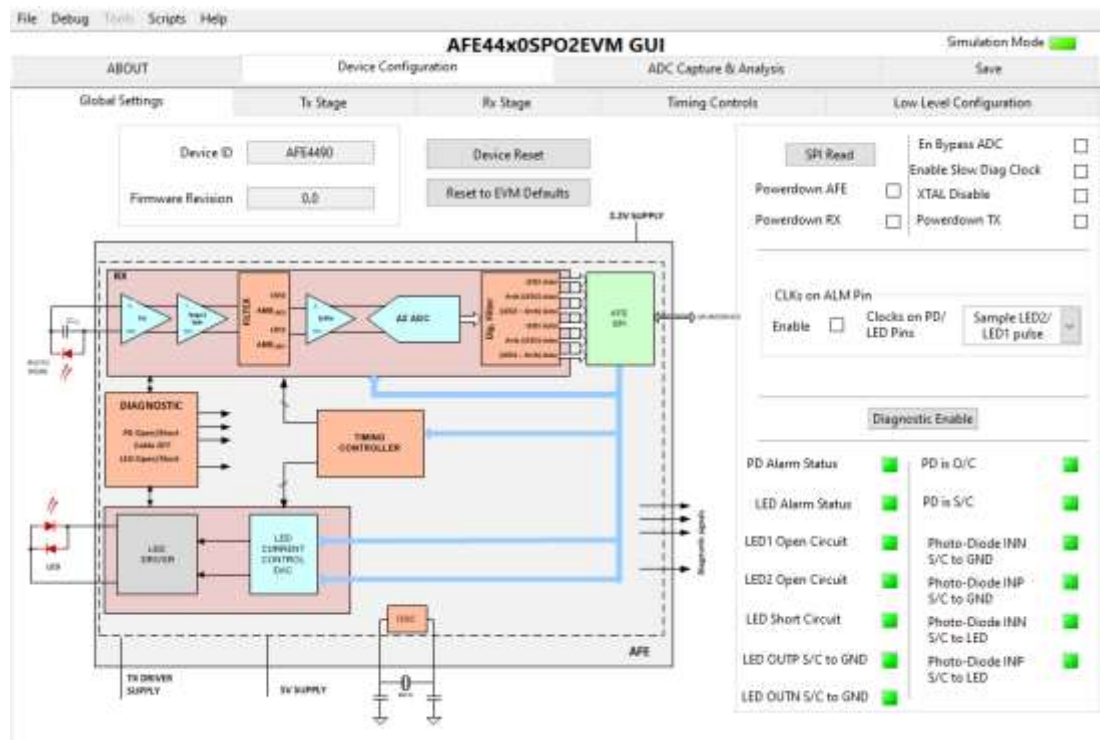 File Debug Tools Scripts Help
AFE44x0SPO2EVM GUI
Simulation Mode
ABOUT
Device Configuration
ADC Capture & Analysis
Save
Global Settings
Tx Stage
Rx Stage
Timing Controls
Low Level Configuration
Device ID
AFE4490
Device Reset
Firmware Revision
0.0
Reset to EVM Defaults
SPI Read
En Bypass ADC
Enable Slow Diag Clock
Powerdown AFE
XTAL Disable
Powerdown RX
Powerdown TX
CLKs on ALM Pin
Enable
Clocks on PD/
LED Pins
Sample LED2/
LED1 pulse
Diagnostic Enable
PD Alarm Status
PD is O/C
LED Alarm Status
PD is S/C
LED1 Open Circuit
Photo-Diode INN
S/C to GND
LED2 Open Circuit
Photo-Diode INP
S/C to GND
LED Short Circuit
Photo-Diode INN
S/C to LED
LED OUTP S/C to GND
Photo-Diode INP
S/C to LED
LED OUTN S/C to GND
RX
FILTER
ΔΣ ADC
Dig. Filter
AFE
SPI
DIAGNOSTIC
PD Open/Short
LED Open/Short
TIMING
CONTROLLER
LED
DRIVER
LED
CURRENT
CONTROL
DAC
Diagnostic signals
LED
OSC
AFE
TX DRIVER
SUPPLY
5V SUPPLY